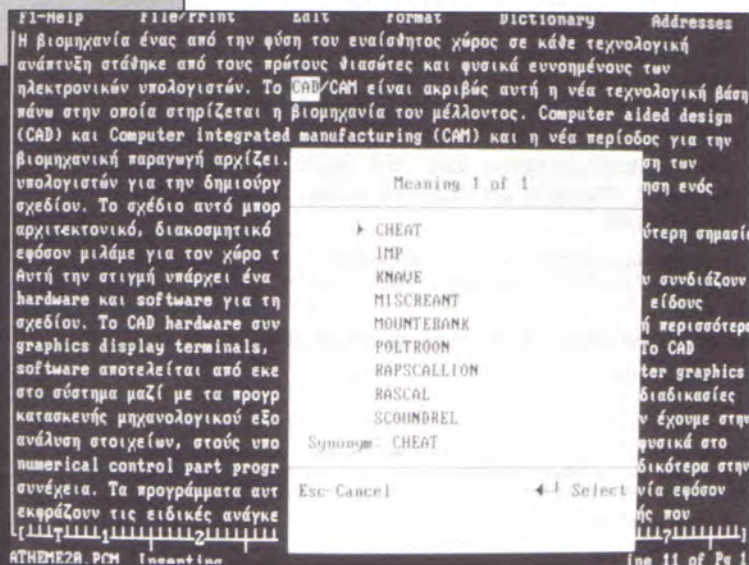 F1-Help File/Print Edit Format Dictionary Addresses
Η βιομηχανία ένας από την φύση του ευαίσθητος χώρος σε κάθε τεχνολογική
ανάπτυξη στάθηκε από τους πρώτους θιασώτες και φυσικά ευνοημένους των
ηλεκτρονικών υπολογιστών. Το CAD/CAM είναι ακριβώς αυτή η νέα τεχνολογική βάση
πάνω στην οποία στηρίζεται η βιομηχανία του μέλλοντος. Computer aided design
(CAD) και Computer integrated manufacturing (CAM) και η νέα περίοδος για την
βιομηχανική παραγωγή αρχίζει. ση των
υπολογιστών για την δημιούργ ηση ενός
σχεδίου. Το σχέδιο αυτό μπορ
αρχιτεκτονικό, διακοσμητικό ύτερη σημασία
εφόσον μιλάμε για τον χώρο τ
Αυτή την στιγμή υπάρχει ένα υ συνδιάζουν
hardware και software για τη είδους
σχεδίου. Το CAD hardware συν ή περισσότερα
graphics display terminals, Το CAD
software αποτελείται από εκε ter graphics
στο σύστημα μαζί με τα προγρ διαδικασίες
κατασκευής μηχανολογικού εξο ν έχουμε στην
ανάλυση στοιχείων, στούς υπο φυσικά στο
numerical control part progr δικότερα στην
συνέχεια. Τα προγράμματα αυτ νία εφόσον
εκφράζουν τις ειδικές ανάγκε ής που
Meaning 1 of 1
CHEAT
IMP
KNAVE
MISCREANT
MOUNTEBANK
POLTROON
RAPSCALLION
RASCAL
SCOUNDREL
Synonym: CHEAT
Esc-Cancel Select
ATHEME2A.PCM Inserting ine 11 of Pg 1